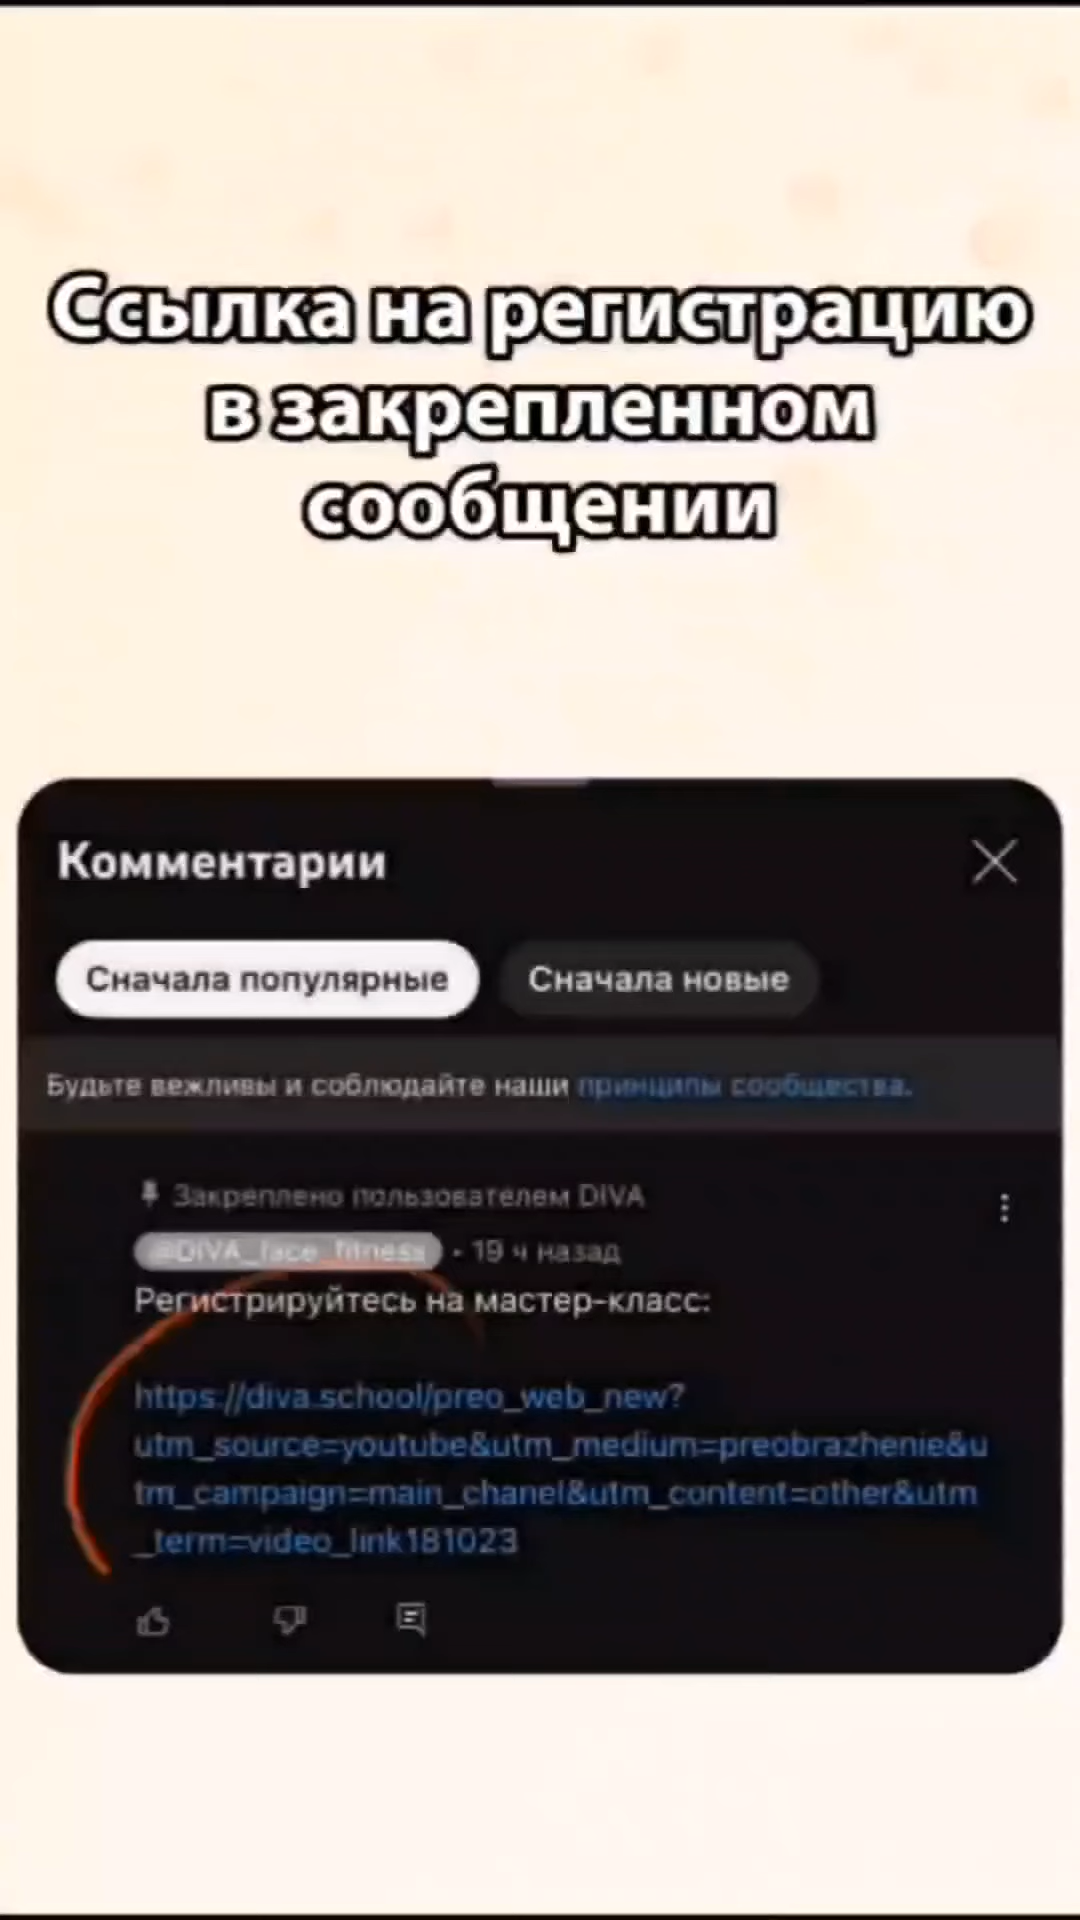 Ссылка на регистрацию
в закрепленном
сообщении
Комментарии
Сначала популярные
Сначала новые
Будьте вежливы и соблюдайте наши принципы сообщества.
Закреплено пользователем DIVA
@DIVA_face_fitness · 19 ч назад
Регистрируйтесь на мастер-класс:
https://diva.school/preo_web_new?
utm_source=youtube&utm_medium=preobrazhenie&u
tm_campaign=main_chanel&utm_content=other&utm
_term=video_link181023